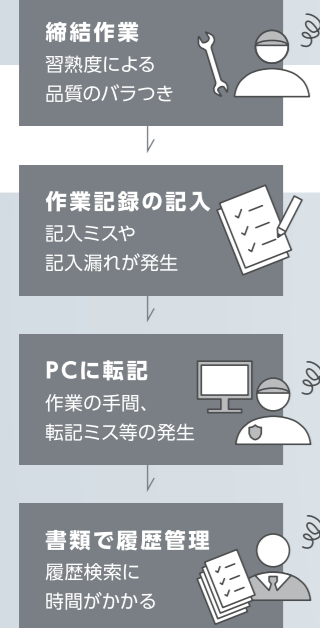 締結作業
習熟度による
品質のバラつき
作業記録の記入
記入ミスや
記入漏れが発生
PCに転記
作業の手間、
転記ミス等の発生
書類で履歴管理
履歴検索に
時間がかかる